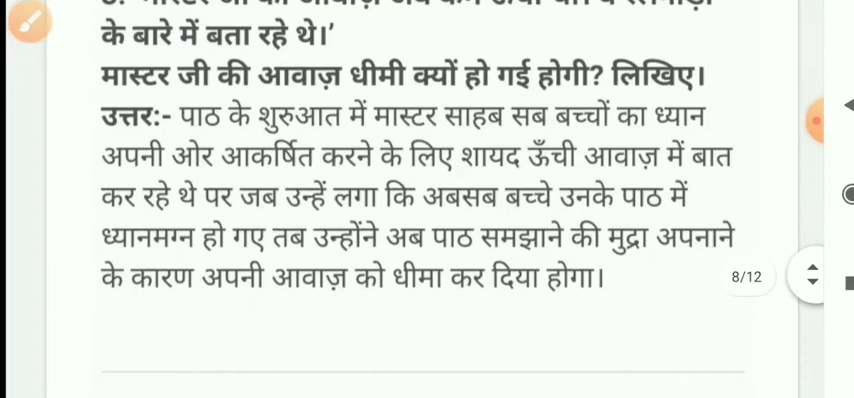 के बारे में बता रहे थे।’
मास्टर जी की आवाज़ धीमी क्यों हो गई होगी? लिखिए।
उत्तर:- पाठ के शुरुआत में मास्टर साहब सब बच्चों का ध्यान
अपनी ओर आकर्षित करने के लिए शायद ऊँची आवाज़ में बात
कर रहे थे पर जब उन्हें लगा कि अबसब बच्चे उनके पाठ में
ध्यानमग्न हो गए तब उन्होंने अब पाठ समझाने की मुद्रा अपनाने
के कारण अपनी आवाज़ को धीमा कर दिया होगा।
8/12